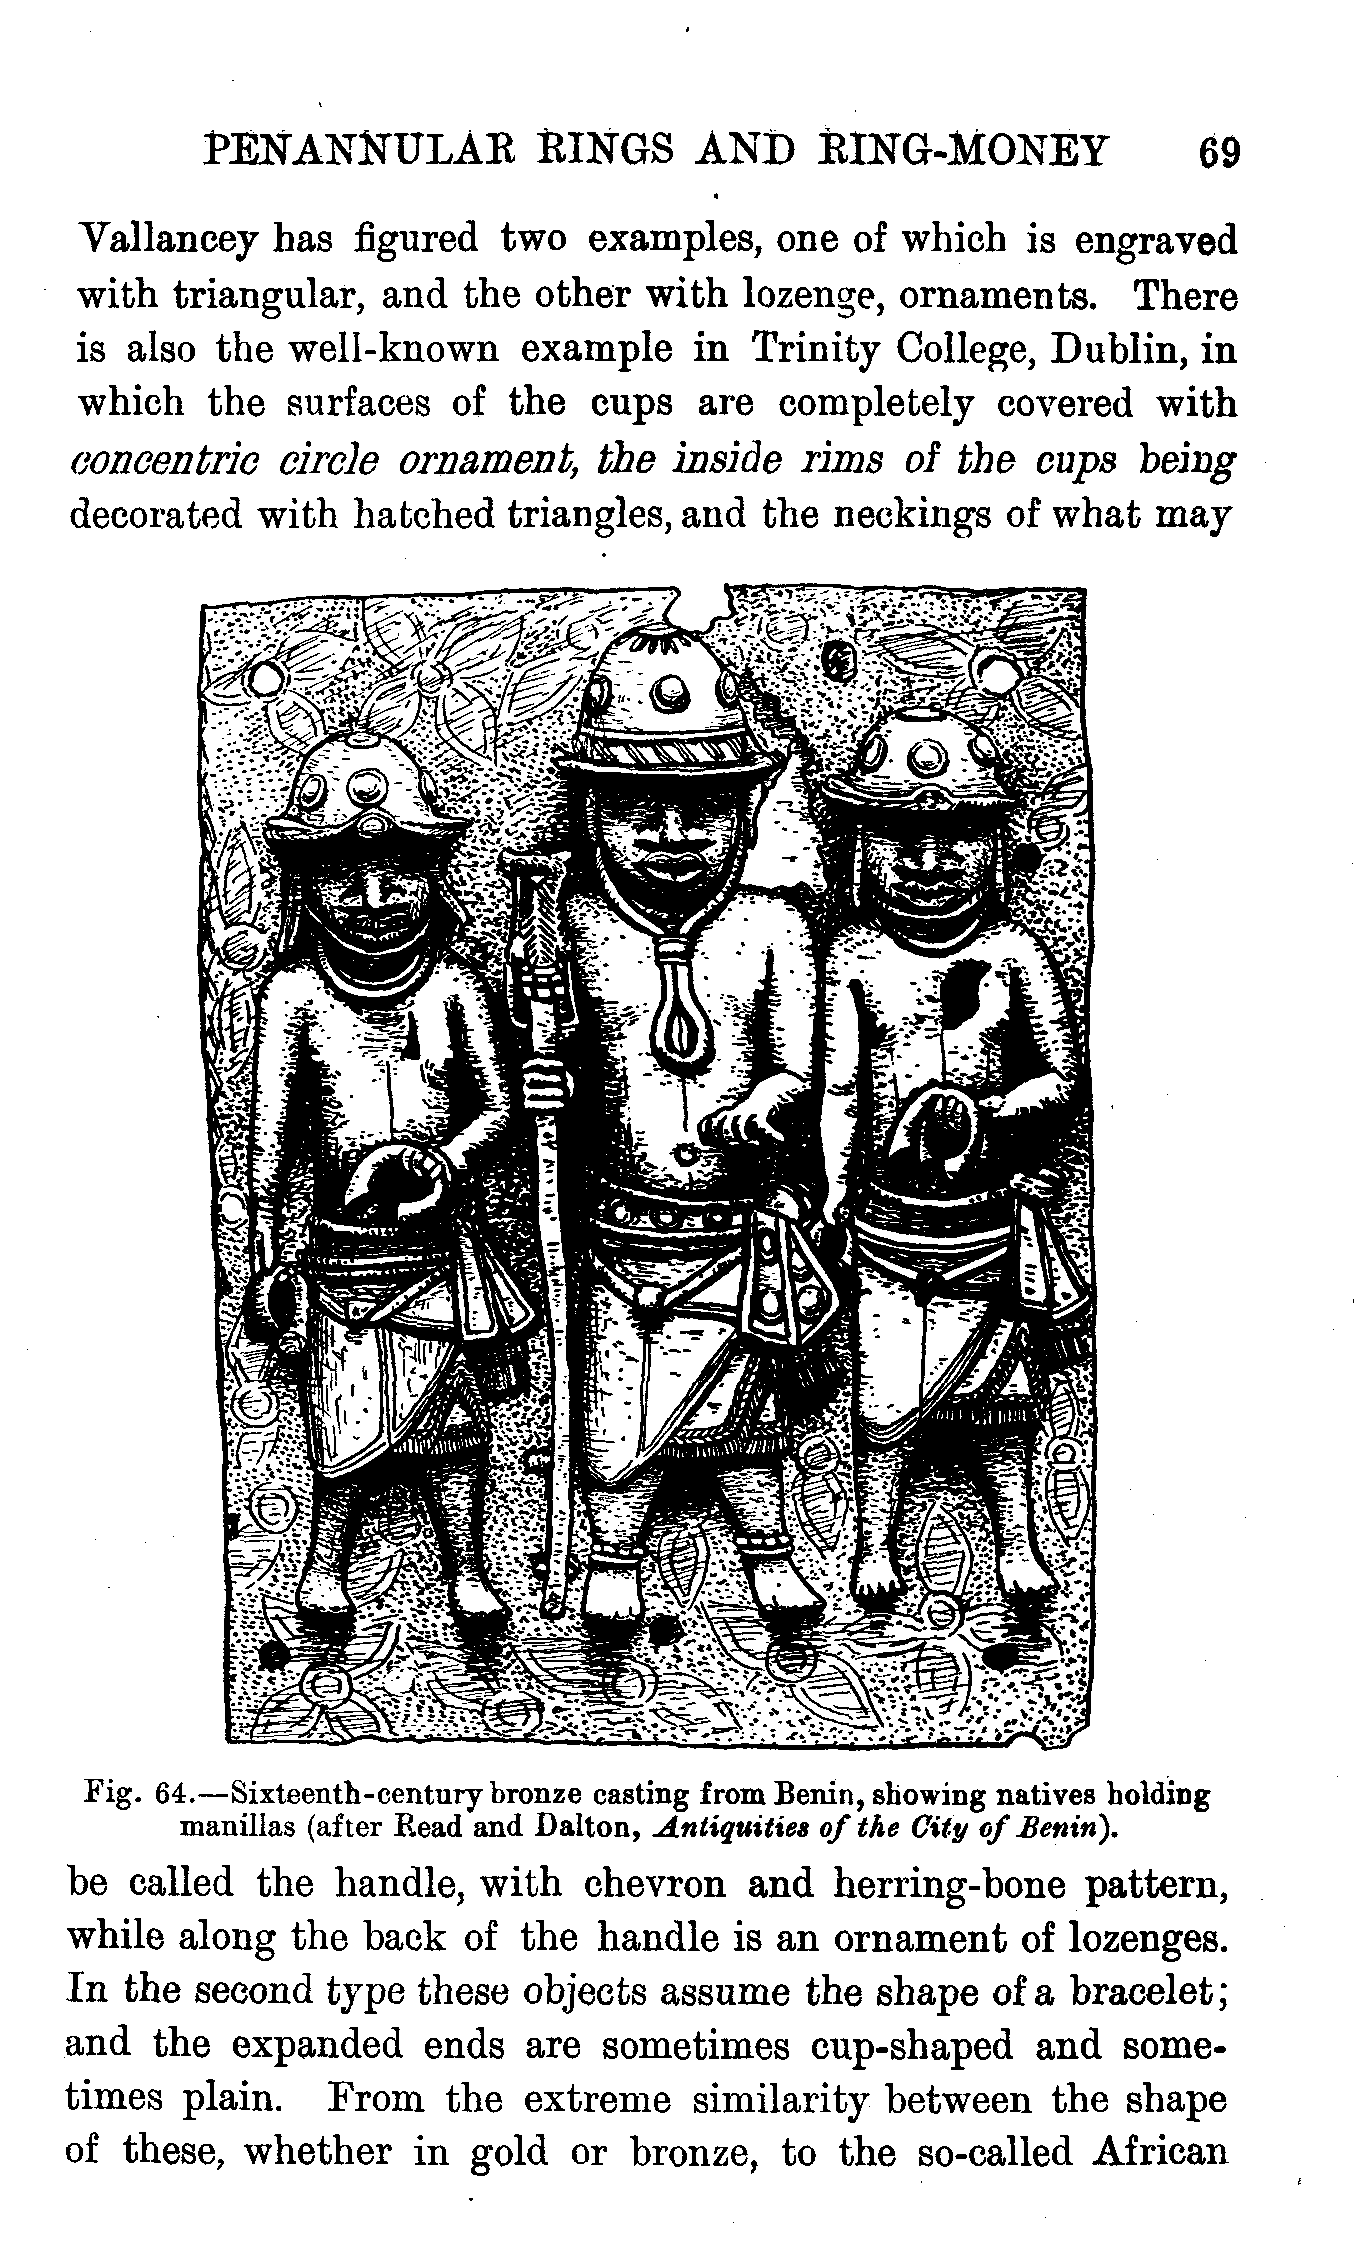 PENANNULAR RINGS AND RING-MONEY 69
Vallancey has figured two examples, one of which is engraved
with triangular, and the other with lozenge, ornaments. There
is also the well-known example in Trinity College, Dublin, in
which the surfaces of the cups are completely covered with
concentric circle ornament, the inside rims of the cups being
decorated with hatched triangles, and the neckings of what may
Fig. 64.—Sixteenth-century bronze casting from Benin, showing natives holding
manillas (after Read and Dalton, Antiquities of the City of Benin).
be called the handle, with chevron and herring-bone pattern,
while along the back of the handle is an ornament of lozenges.
In the second type these objects assume the shape of a bracelet;
and the expanded ends are sometimes cup-shaped and some-
times plain. From the extreme similarity between the shape
of these, whether in gold or bronze, to the so-called African